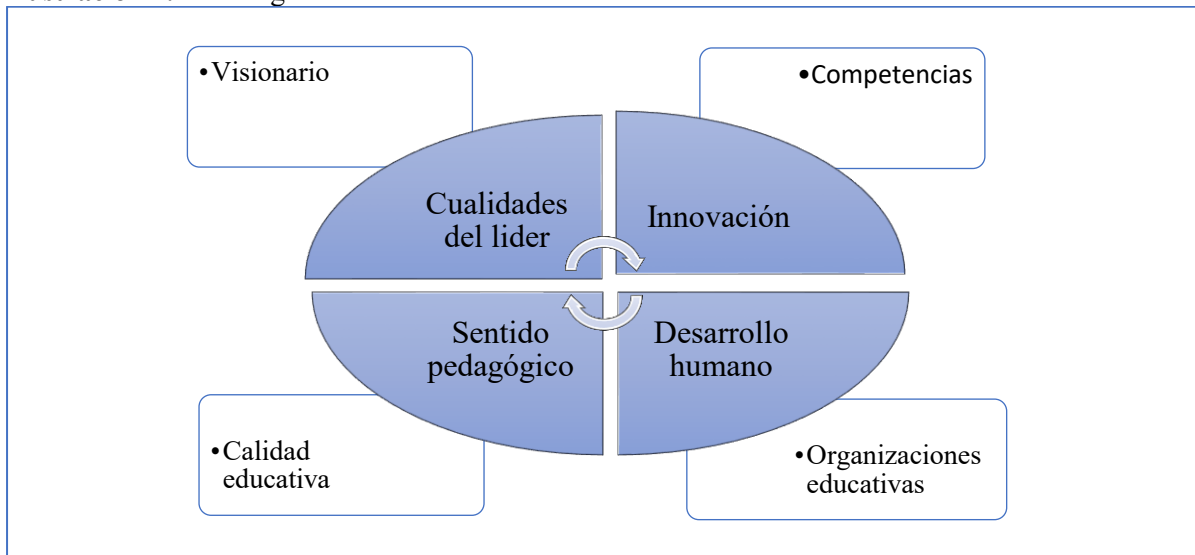 •Visionario
•Competencias
Cualidades
del lider
Innovación
Sentido
pedagógico
Desarrollo
humano
•Calidad
educativa
•Organizaciones
educativas